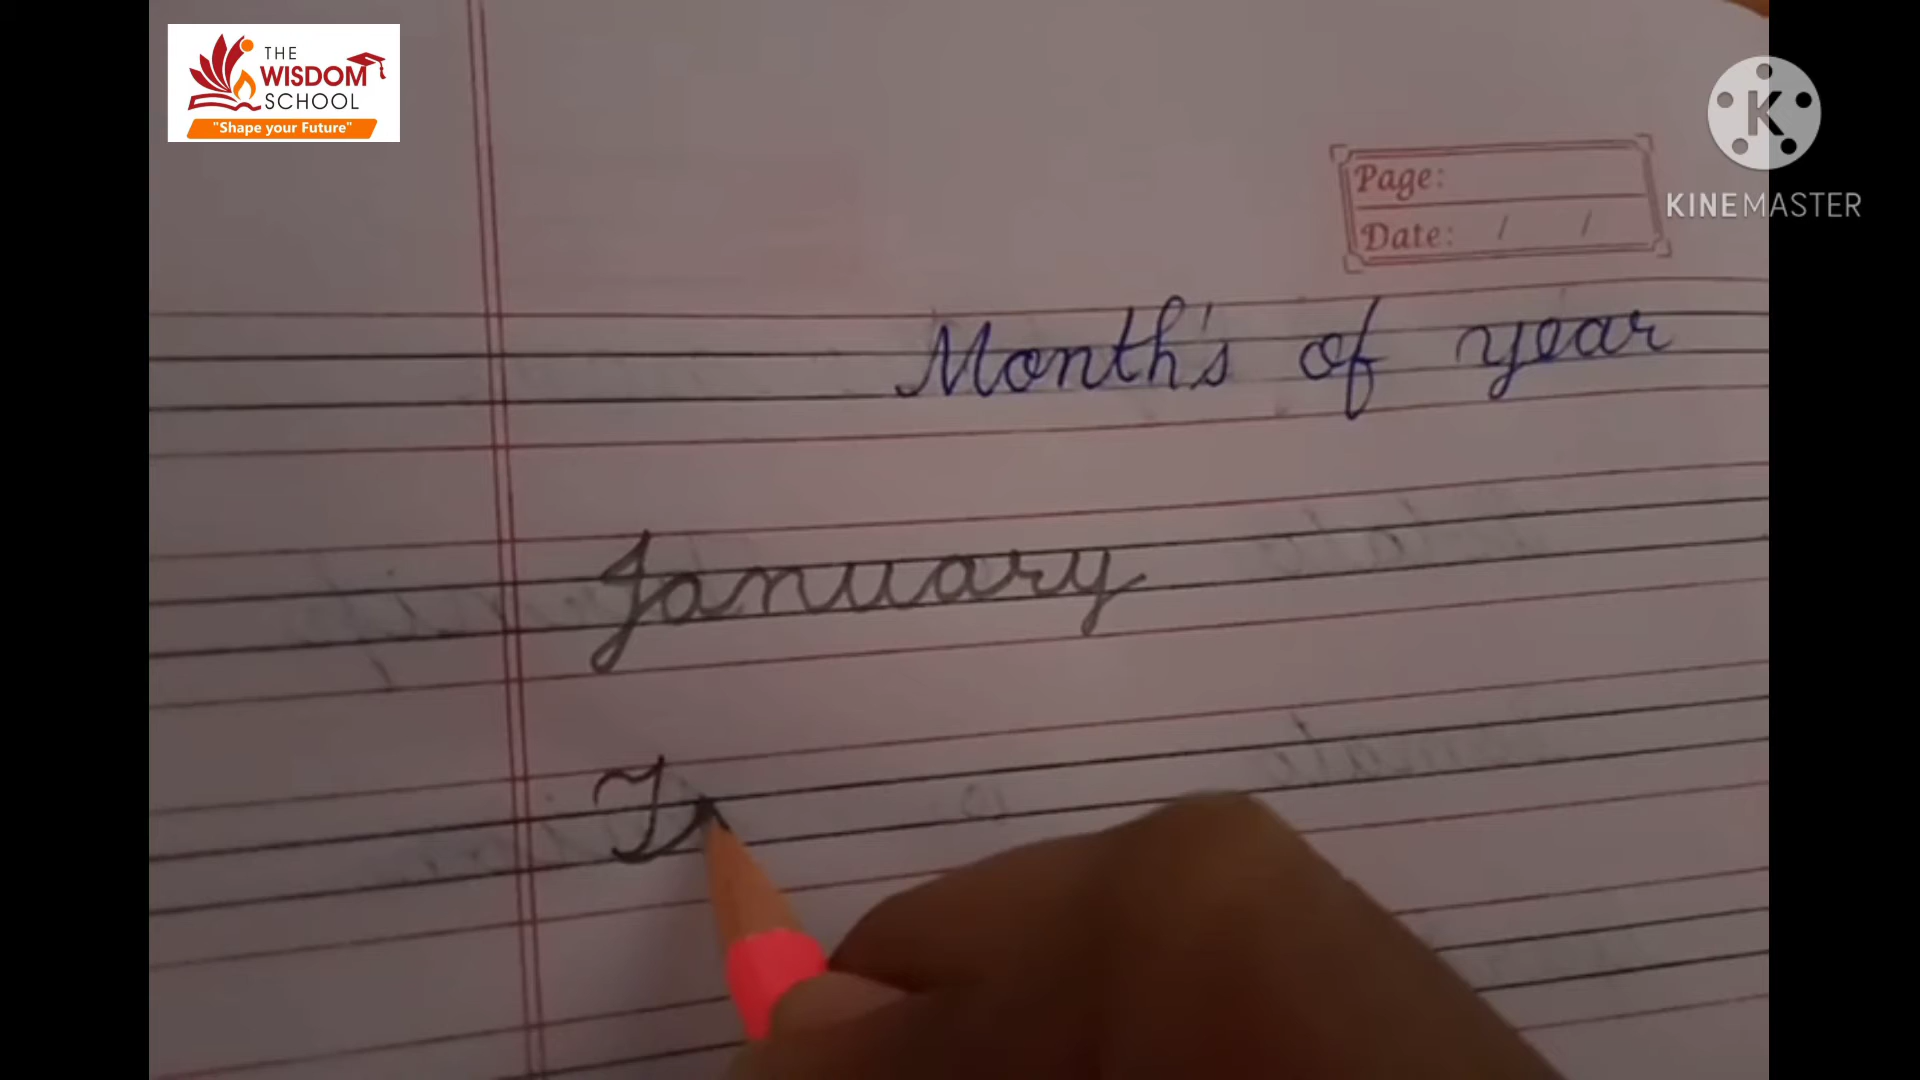 THE
WISDOM
SCHOOL
"Shape your Future"
K
KINEMASTER
Page:
Date: / /
Month's of year
January